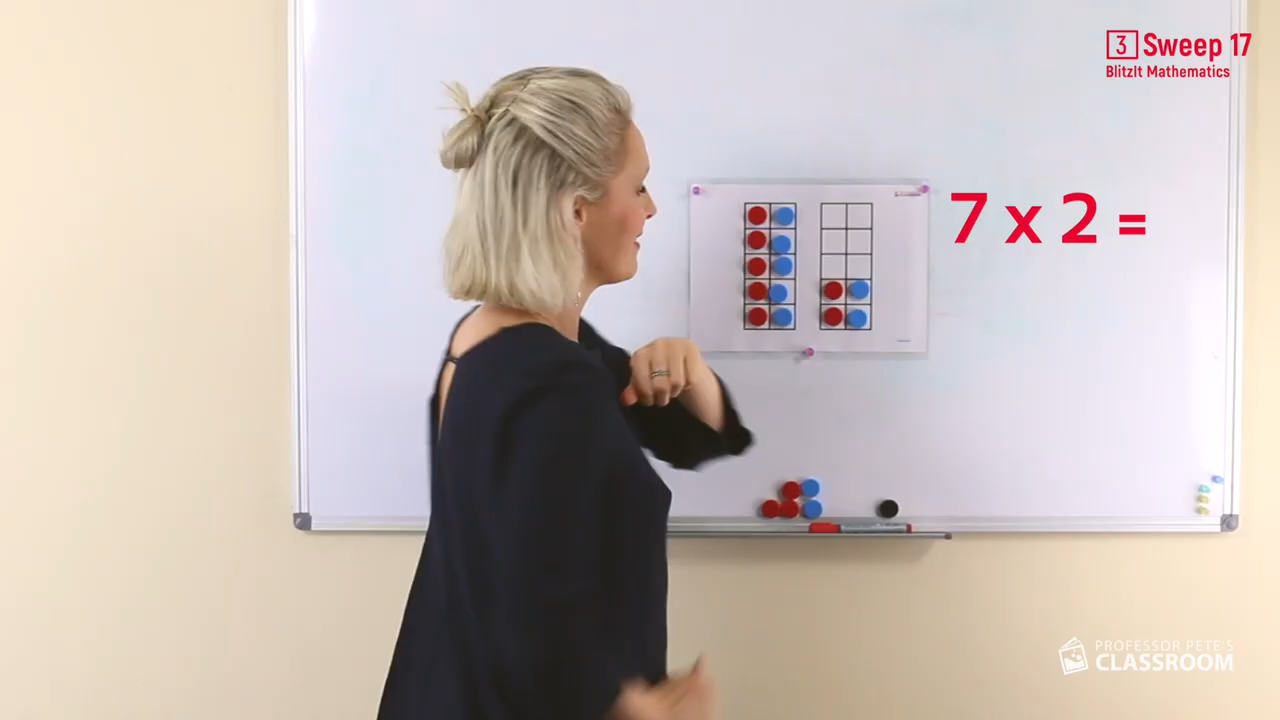 3 Sweep 17
BlitzIt Mathematics
7 x 2 =
PROFESSOR PETE'S
CLASSROOM